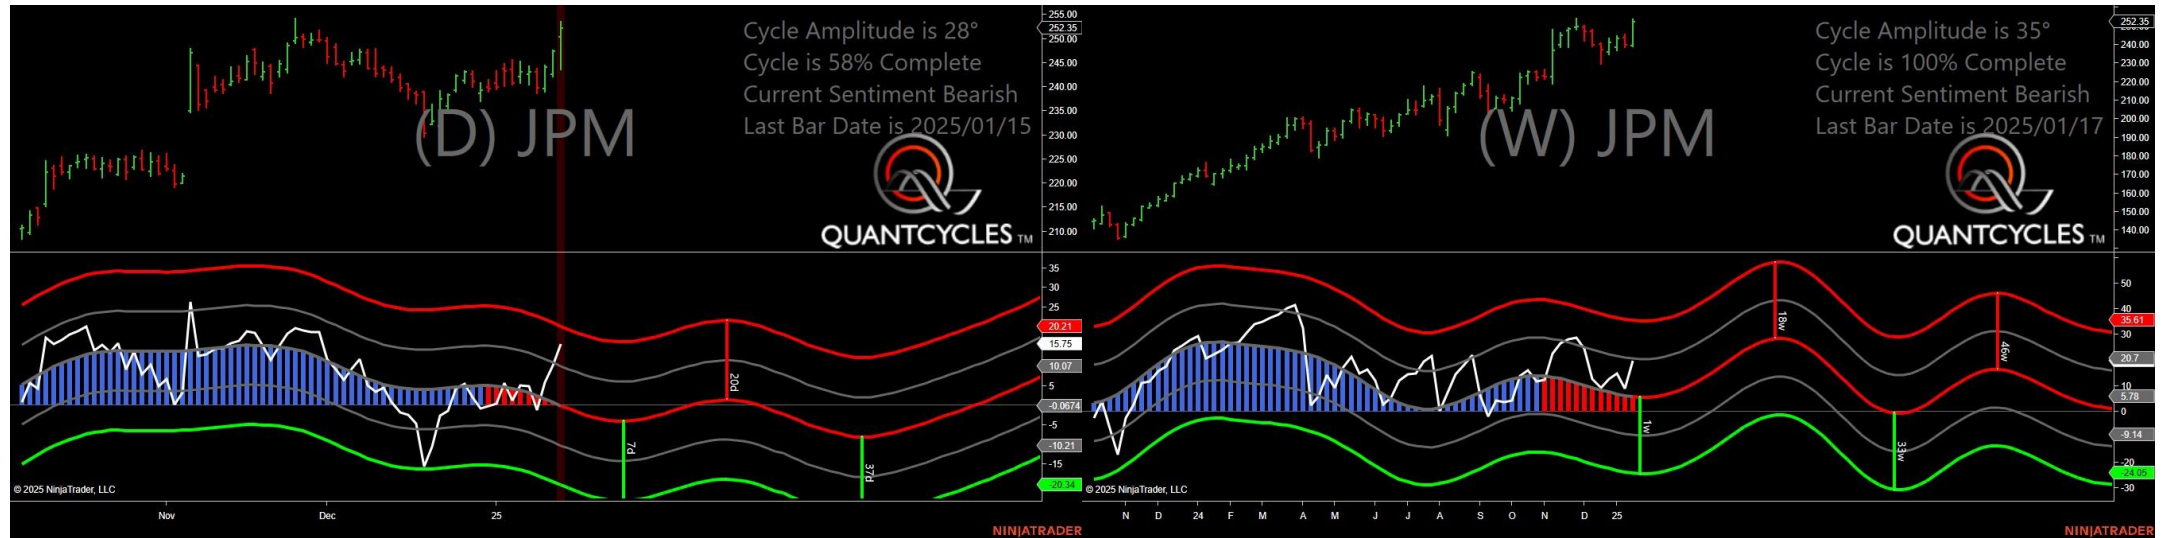 Cycle Amplitude is 28°
Cycle is 58% Complete
Current Sentiment Bearish
Last Bar Date is 2025/01/15
(D) JPM
QUANTCYCLES TM
255.00
252.35
250.00
245.00
240.00
235.00
230.00
225.00
220.00
215.00
210.00
35
30
25
20.21
15.75
10.07
5
-0.0674
-5
-10.21
-15
-20.34
7d
20d
37d
© 2025 NinjaTrader, LLC
Nov
Dec
25
NINJATRADER
Cycle Amplitude is 35°
Cycle is 100% Complete
Current Sentiment Bearish
Last Bar Date is 2025/01/17
(W) JPM
QUANTCYCLES TM
252.35
240.00
230.00
220.00
210.00
200.00
190.00
180.00
170.00
160.00
150.00
140.00
50
40
35.61
30
20.7
10
5.78
0
-9.14
-20
-24.05
-30
1w
18w
33w
46w
© 2025 NinjaTrader, LLC
N D 24 F M A M J J A S O N D 25
NINJATRADER